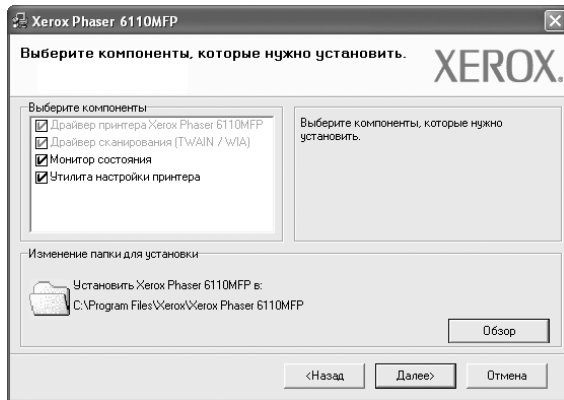 Xerox Phaser 6110MFP
Выберите компоненты, которые нужно установить.
XEROX.
Выберите компоненты
Драйвер принтера Xerox Phaser 6110MFP
Драйвер сканирования (TWAIN / WIA)
Монитор состояния
Утилита настройки принтера
Выберите компоненты, которые нужно
установить.
Изменение папки для установки
Установить Xerox Phaser 6110MFP в:
C:\Program Files\Xerox\Xerox Phaser 6110MFP
Обзор
<Назад
Далее>
Отмена